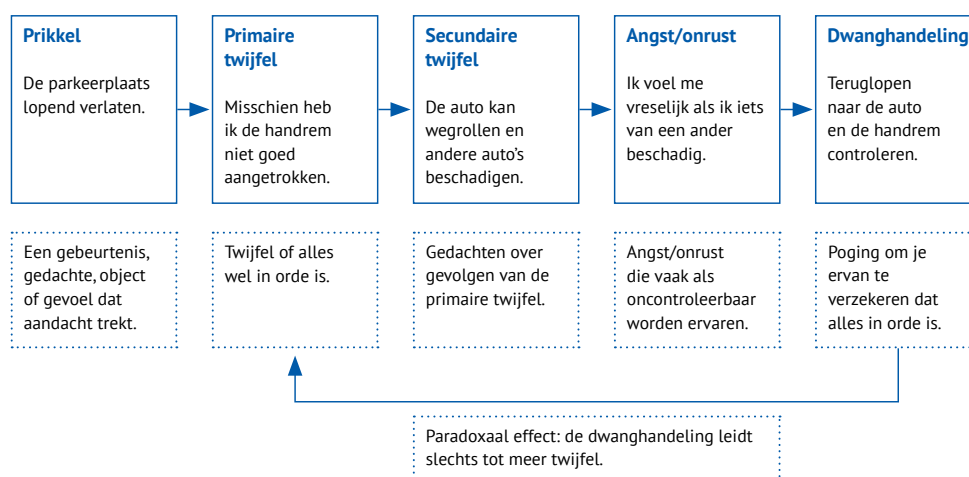 Prikkel
De parkeerplaats
lopend verlaten.
Primaire
twijfel
Misschien heb
ik de handrem
niet goed
aangetrokken.
Secundaire
twijfel
De auto kan
wegrollen en
andere auto's
beschadigen.
Angst/onrust
Ik voel me
vreselijk als ik iets
van een ander
beschadig.
Dwanghandeling
Teruglopen
naar de auto
en de handrem
controleren.
Een gebeurtenis,
gedachte, object
of gevoel dat
aandacht trekt.
Twijfel of alles
wel in orde is.
Gedachten over
gevolgen van de
primaire twijfel.
Angst/onrust
die vaak als
oncontroleerbaar
worden ervaren.
Poging om je
ervan te
verzekeren dat
alles in orde is.
Paradoxaal effect: de dwanghandeling leidt
slechts tot meer twijfel.